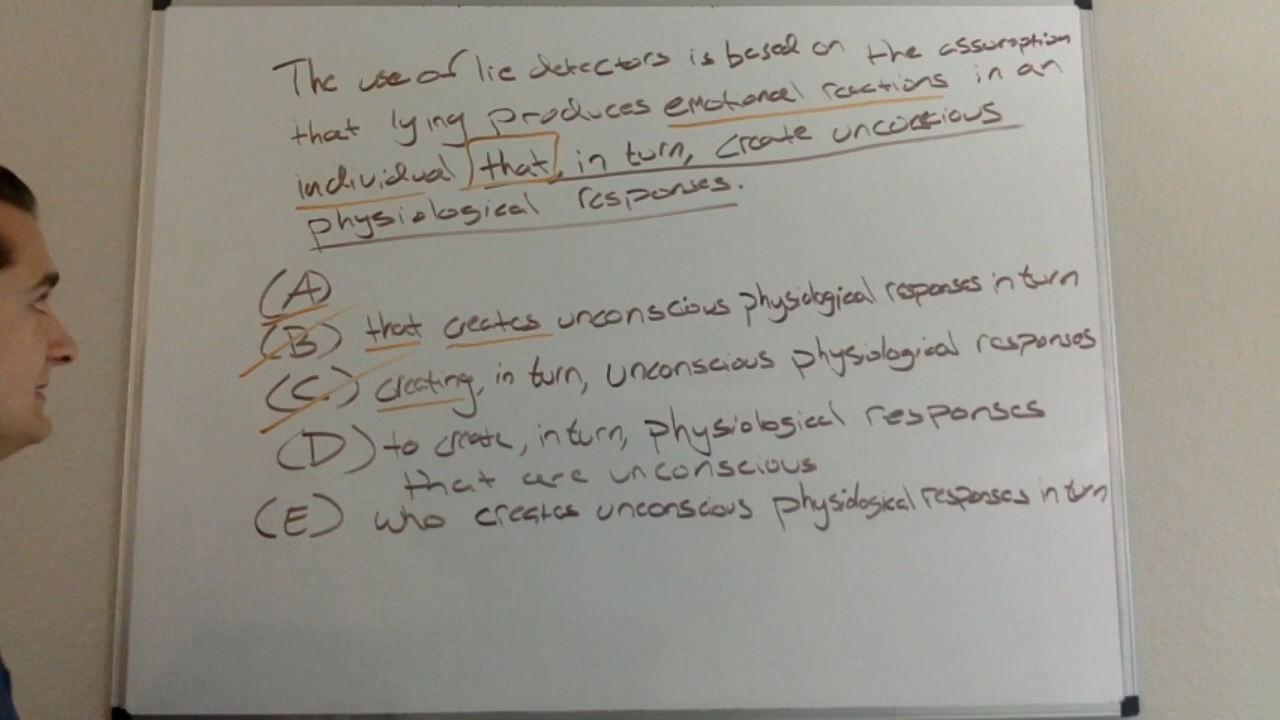 The use of lie detectors is based on the assumption
that lying produces emotional reactions in an
individual that, in turn, create unconscious
physiological responses.
(A)
(B) that creates unconscious physiological responses in turn
(C) creating, in turn, unconscious physiological responses
(D) to create, in turn, physiological responses
that are unconscious
(E) who creates unconscious physiological responses in turn